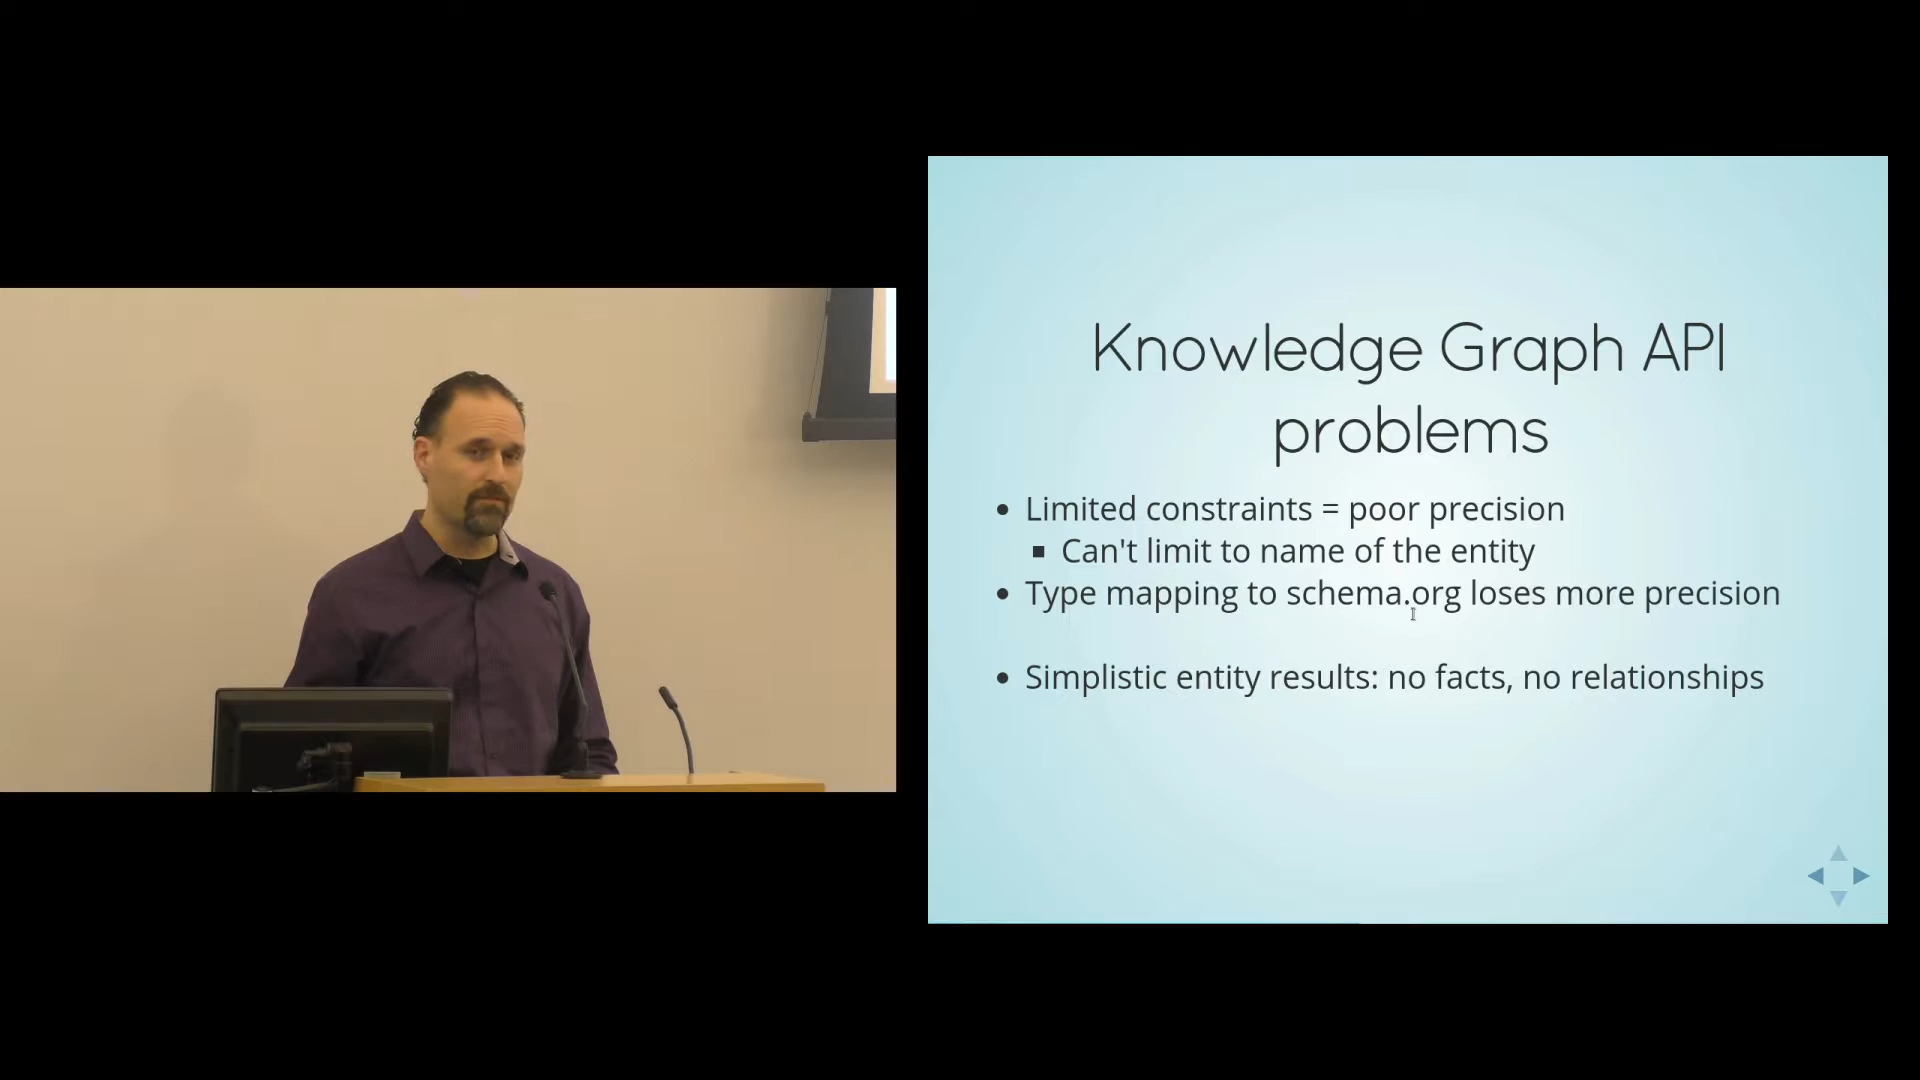 Knowledge Graph API
problems
Limited constraints = poor precision
Can't limit to name of the entity
Type mapping to schema.org loses more precision
Simplistic entity results: no facts, no relationships